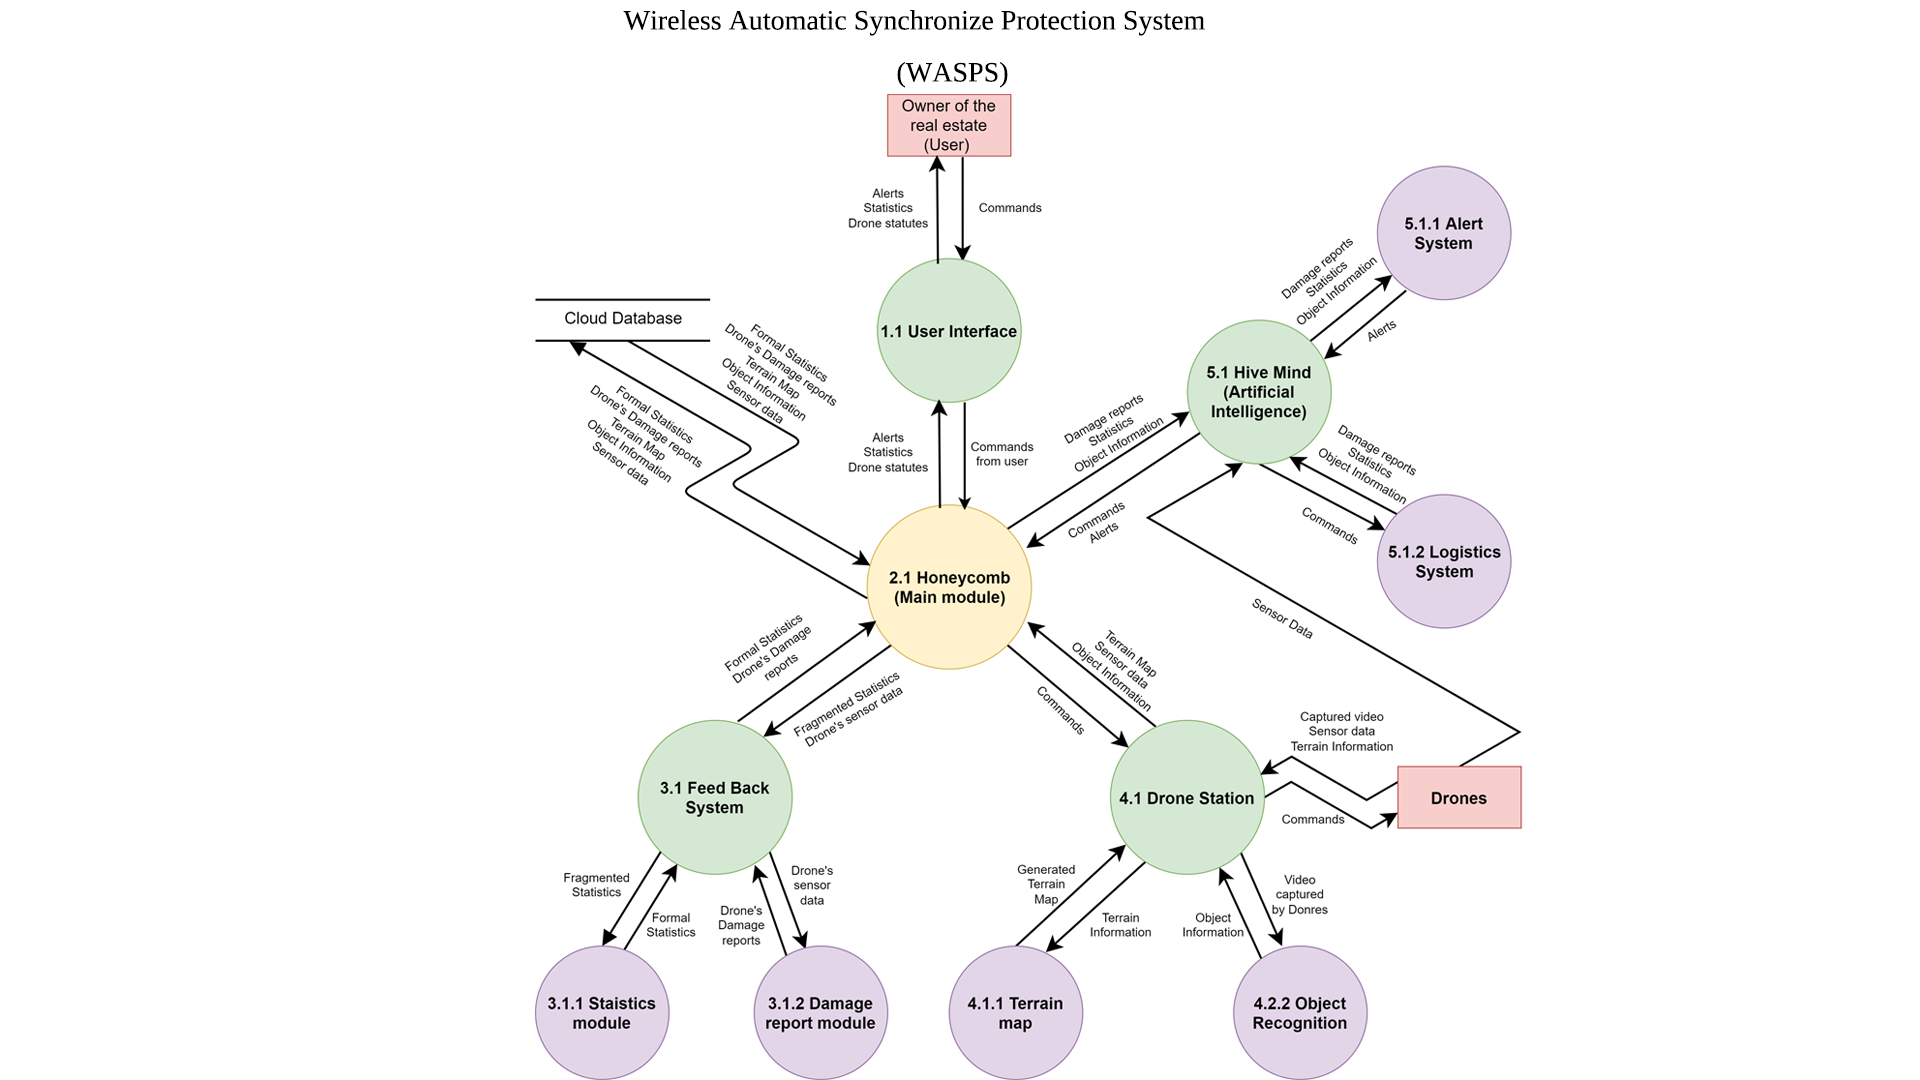 Wireless Automatic Synchronize Protection System
(WASPS)
Owner of the
real estate
(User)
Alerts
Statistics
Drone statutes
Commands
5.1.1 Alert
System
Damage reports
Statistics
Object Information
Alerts
1.1 User Interface
Cloud Database
Formal Statistics
Drone's Damage reports
Terrain Map
Object Information
Sensor data
Formal Statistics
Drone's Damage reports
Terrain Map
Object Information
Sensor data
5.1 Hive Mind
(Artificial
Intelligence)
Alerts
Statistics
Drone statutes
Commands
from user
Damage reports
Statistics
Object Information
Commands
Alerts
Damage reports
Statistics
Object Information
Commands
5.1.2 Logistics
System
2.1 Honeycomb
(Main module)
Sensor Data
Formal Statistics
Drone's Damage
reports
Fragmented Statistics
Drone's sensor data
Terrain Map
Sensor data
Object Information
Commands
3.1 Feed Back
System
4.1 Drone Station
Captured video
Sensor data
Terrain Information
Commands
Drones
Fragmented
Statistics
Formal
Statistics
Drone's
Damage
reports
Drone's
sensor
data
Generated
Terrain
Map
Terrain
Information
Object
Information
Video
captured
by Donres
3.1.1 Staistics
module
3.1.2 Damage
report module
4.1.1 Terrain
map
4.2.2 Object
Recognition